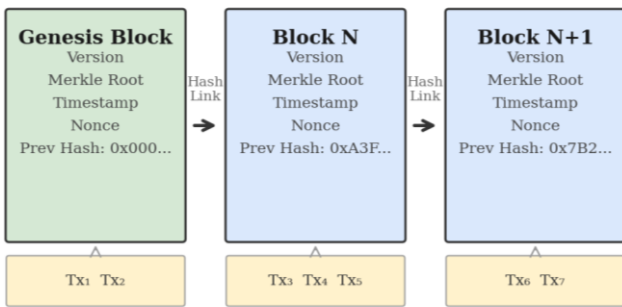 Genesis Block
Version
Merkle Root
Timestamp
Nonce
Prev Hash: 0x000...
Hash
Link
Block N
Version
Merkle Root
Timestamp
Nonce
Prev Hash: 0xA3F...
Hash
Link
Block N+1
Version
Merkle Root
Timestamp
Nonce
Prev Hash: 0x7B2...
Tx₁ Tx₂
Tx₃ Tx₄ Tx₅
Tx₆ Tx₇